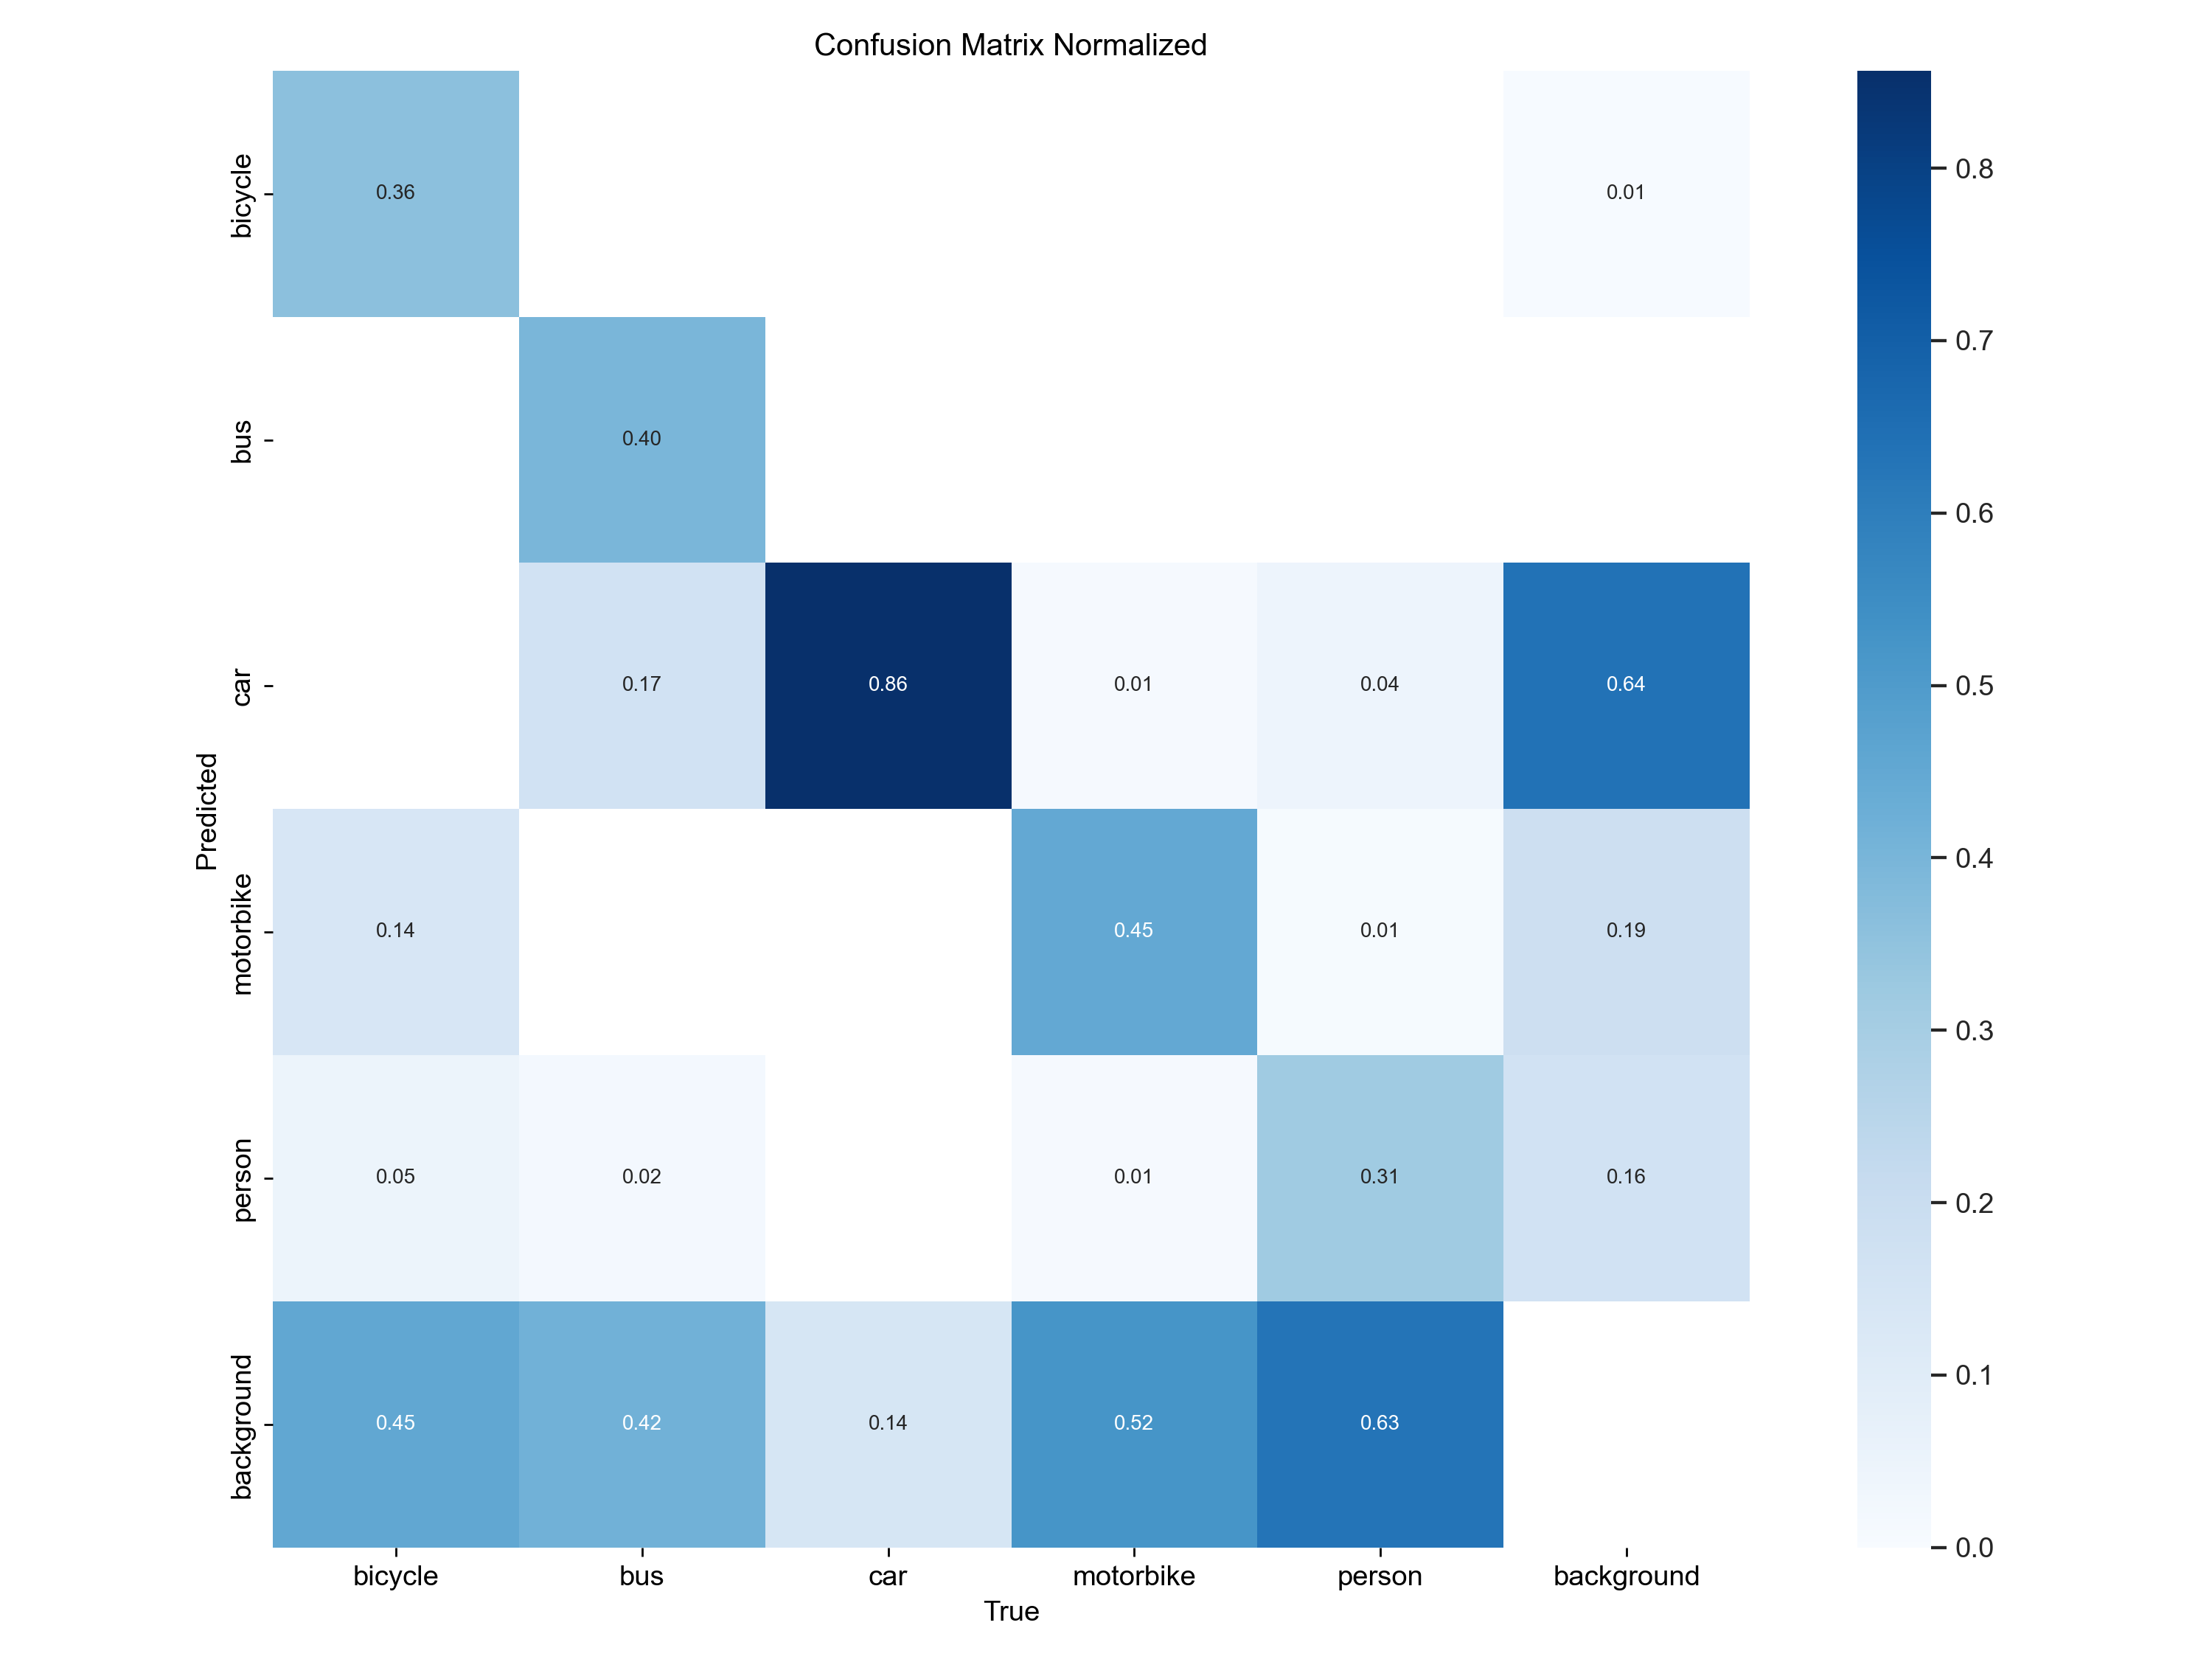 Confusion Matrix Normalized
bicycle
0.36
0.01
0.8
bus
0.40
0.7
0.6
car
0.17
0.86
0.01
0.04
0.64
0.5
Predicted
0.4
motorbike
0.14
0.45
0.01
0.19
0.3
person
0.05
0.02
0.01
0.31
0.16
0.2
background
0.45
0.42
0.14
0.52
0.63
0.1
0.0
bicycle
bus
car
motorbike
person
background
True